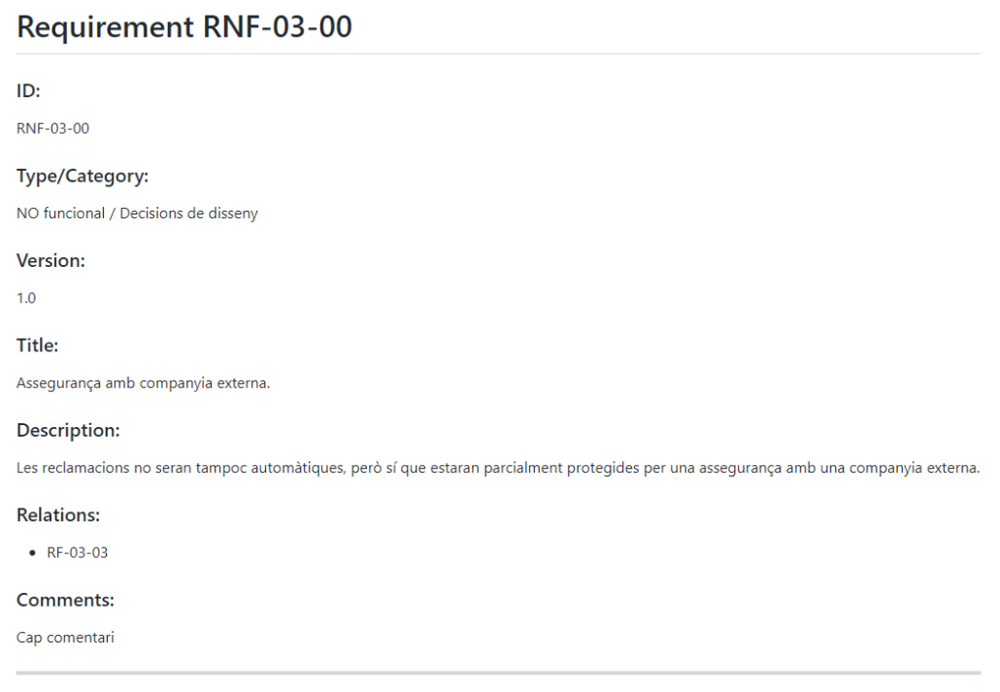 Requirement RNF-03-00
ID:
RNF-03-00
Type/Category:
NO funcional / Decisions de disseny
Version:
1.0
Title:
Assegurança amb companyia externa.
Description:
Les reclamacions no seran tampoc automàtiques, però sí que estaran parcialment protegides per una assegurança amb una companyia externa.
Relations:
• RF-03-03
Comments:
Cap comentari